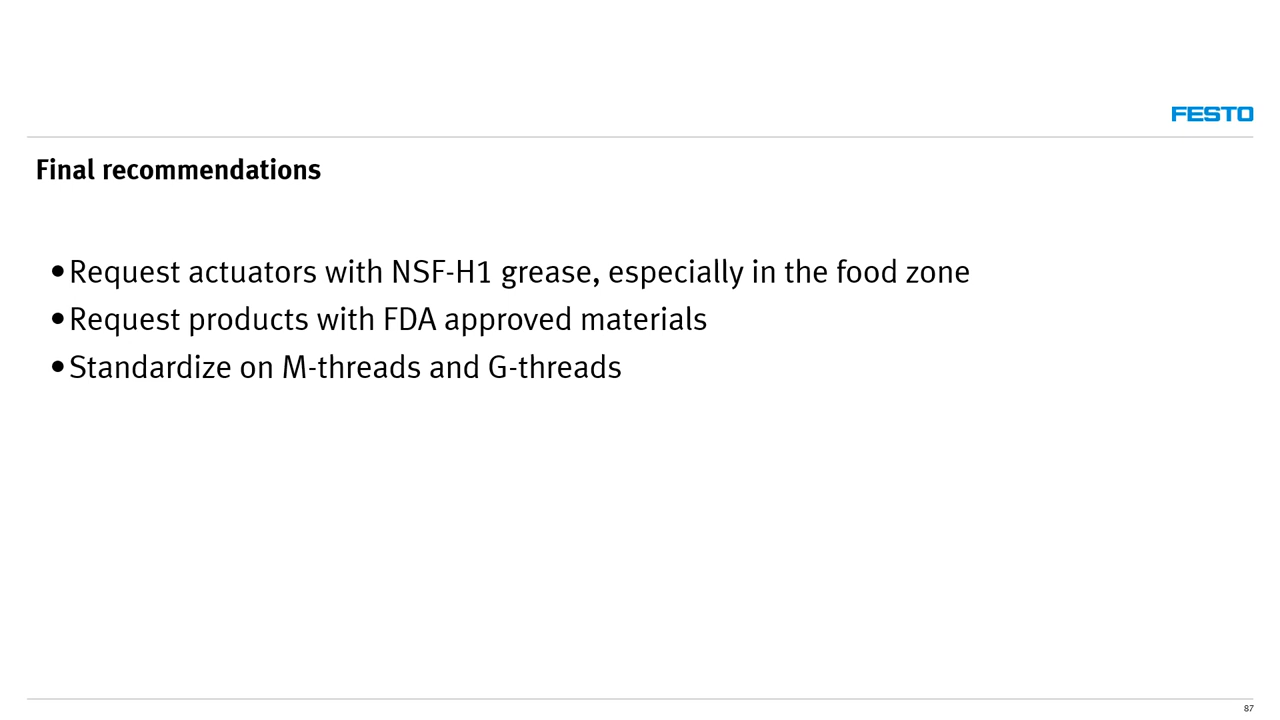 FESTO
Final recommendations
•Request actuators with NSF-H1 grease, especially in the food zone
•Request products with FDA approved materials
•Standardize on M-threads and G-threads
87